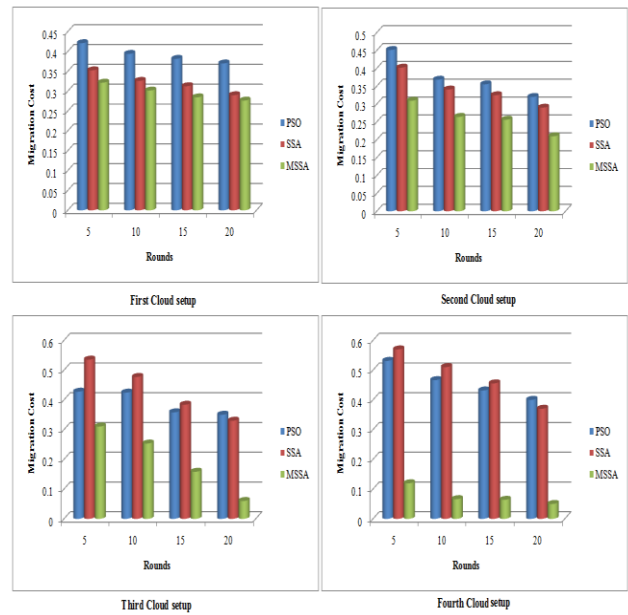 0.45
0.4
0.35
0.3
0.25
0.2
0.15
0.1
0.05
0
Migration Cost
5 10 15 20
Rounds
PSO
SSA
MSSA
First Cloud setup
0.5
0.45
0.4
0.35
0.3
0.25
0.2
0.15
0.1
0.05
0
Migration Cost
5 10 15 20
Rounds
PSO
SSA
MSSA
Second Cloud setup
0.6
0.5
0.4
0.3
0.2
0.1
0
Migration Cost
5 10 15 20
Rounds
PSO
SSA
MSSA
Third Cloud setup
0.6
0.5
0.4
0.3
0.2
0.1
0
Migration Cost
5 10 15 20
Rounds
PSO
SSA
MSSA
Fourth Cloud setup